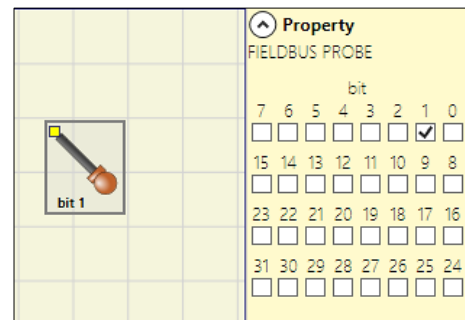 Property
FIELDBUS PROBE
bit
7 6 5 4 3 2 1 0
15 14 13 12 11 10 9 8
23 22 21 20 19 18 17 16
31 30 29 28 27 26 25 24
bit 1